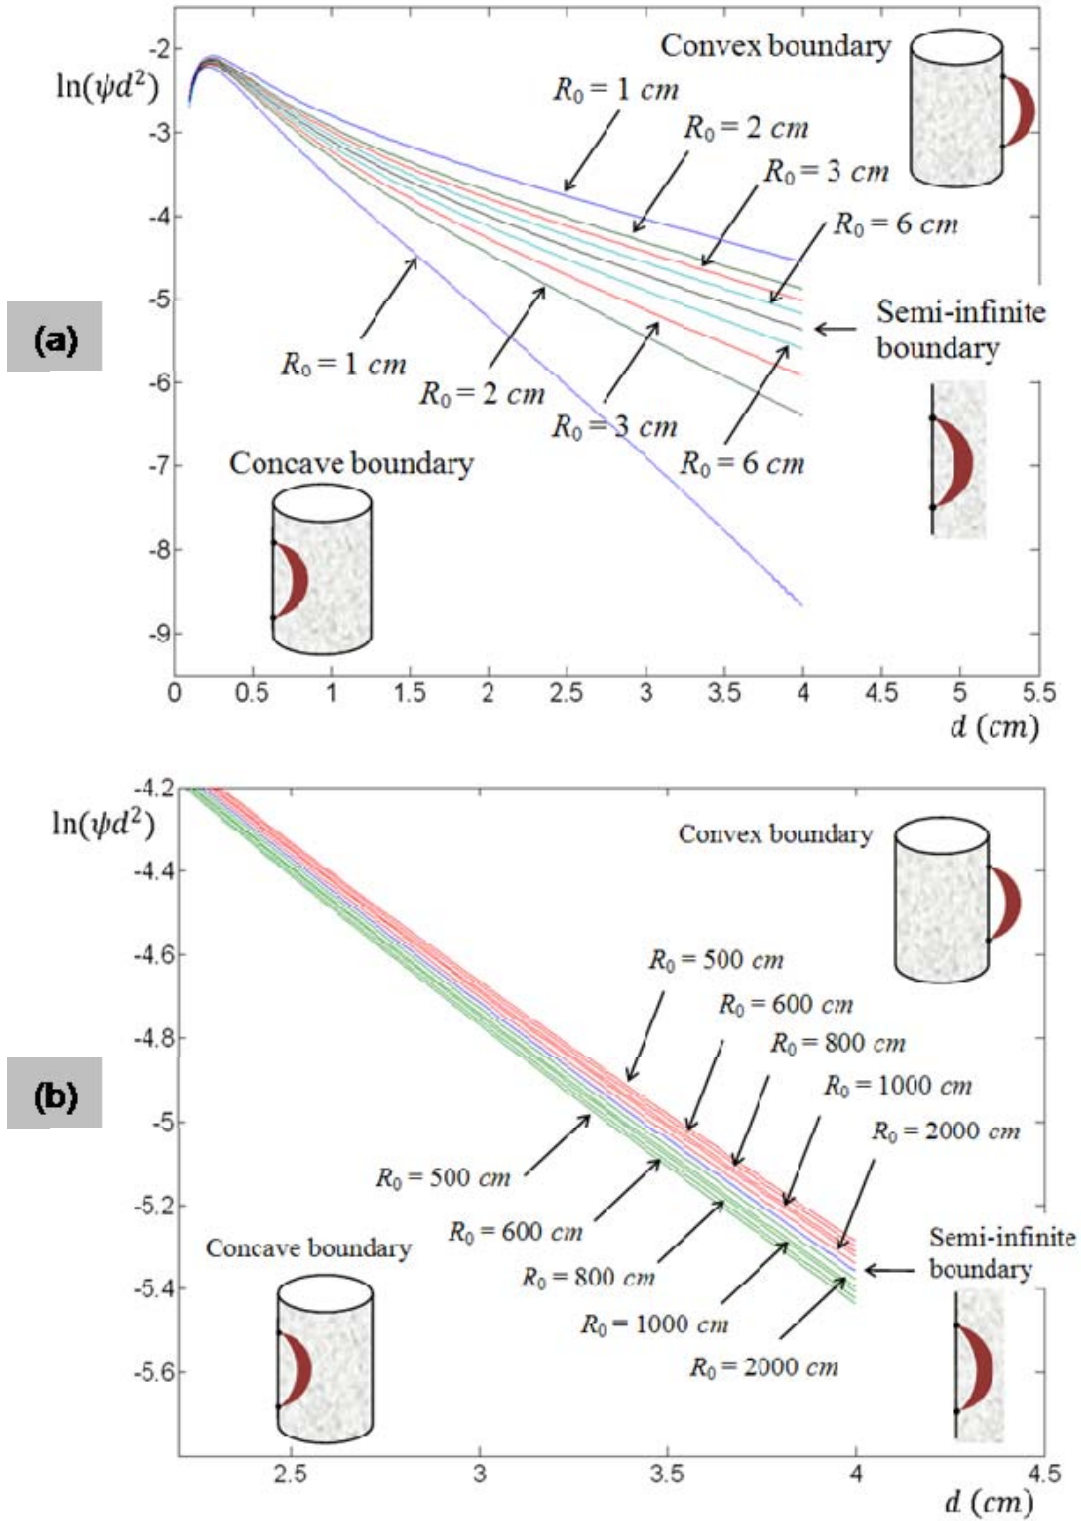 (a)
ln(ψd²)
-2
-3
-4
-5
-6
-7
-8
-9
0 0.5 1 1.5 2 2.5 3 3.5 4 4.5 5 5.5
d (cm)
Convex boundary
R₀ = 1 cm
R₀ = 2 cm
R₀ = 3 cm
R₀ = 6 cm
Semi-infinite
boundary
R₀ = 1 cm
R₀ = 2 cm
R₀ = 3 cm
R₀ = 6 cm
Concave boundary
(b)
ln(ψd²)
-4.2
-4.4
-4.6
-4.8
-5
-5.2
-5.4
-5.6
2.5 3 3.5 4 4.5
d (cm)
Convex boundary
R₀ = 500 cm
R₀ = 600 cm
R₀ = 800 cm
R₀ = 1000 cm
R₀ = 2000 cm
Semi-infinite
boundary
R₀ = 500 cm
R₀ = 600 cm
R₀ = 800 cm
R₀ = 1000 cm
R₀ = 2000 cm
Concave boundary